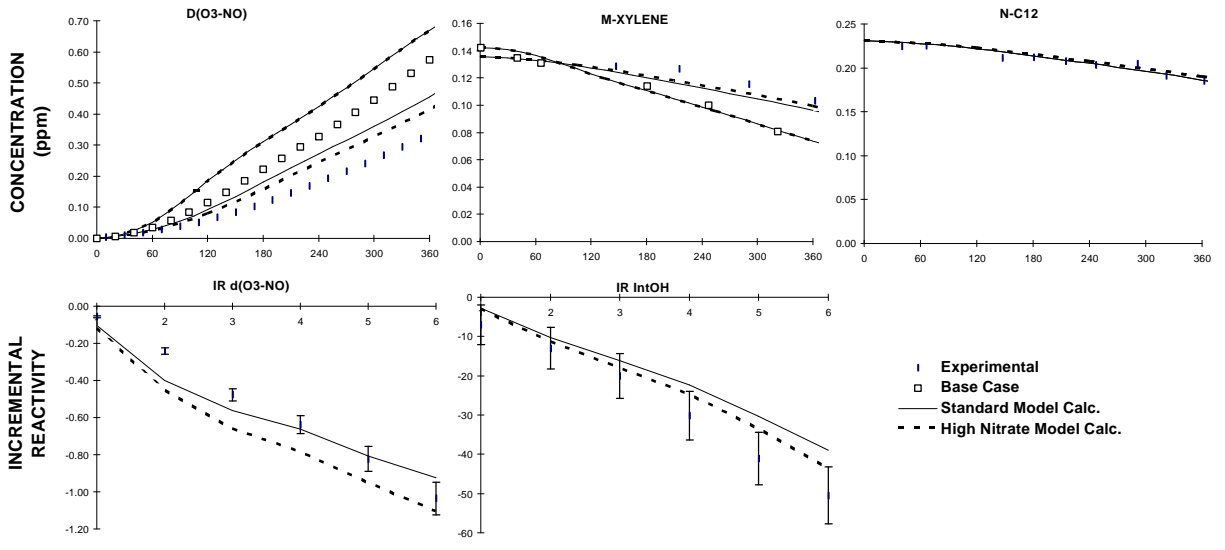 D(O3-NO)
M-XYLENE
N-C12
CONCENTRATION
(ppm)
0.70
0.60
0.50
0.40
0.30
0.20
0.10
0.00
0 60 120 180 240 300 360
0.16
0.14
0.12
0.10
0.08
0.06
0.04
0.02
0.00
0 60 120 180 240 300 360
0.25
0.20
0.15
0.10
0.05
0.00
0 60 120 180 240 300 360
IR d(O3-NO)
IR IntOH
INCREMENTAL
REACTIVITY
0.00
-0.20
-0.40
-0.60
-0.80
-1.00
-1.20
2 3 4 5 6
0
-10
-20
-30
-40
-50
-60
2 3 4 5 6
Experimental
Base Case
Standard Model Calc.
High Nitrate Model Calc.